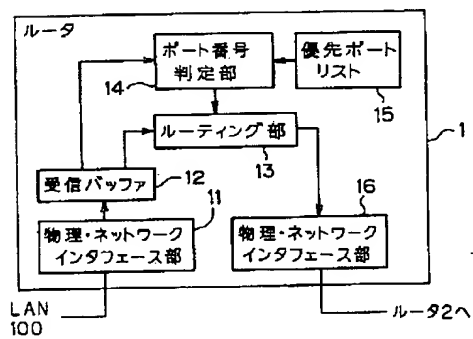 ルータ
ポート番号
判定部
14
優先ポート
リスト
15
ルーティング部
13
1
受信バッファ
12
11
物理・ネットワーク
インタフェース部
16
物理・ネットワーク
インタフェース部
LAN
100
ルータ2へ